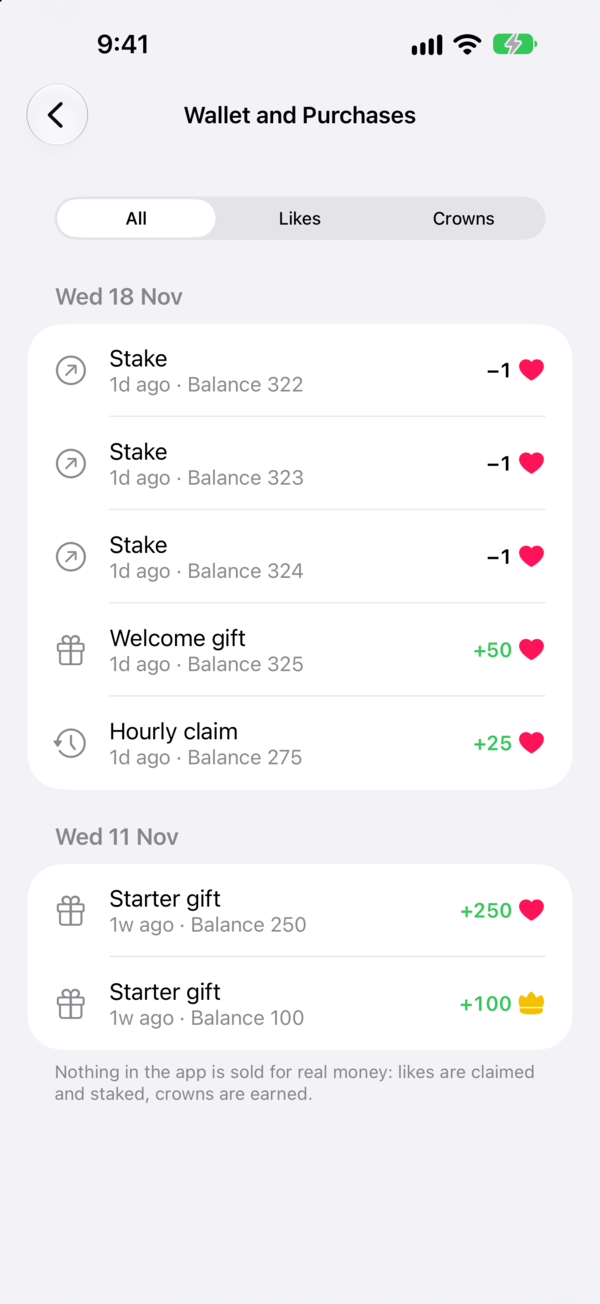 9:41
Wallet and Purchases
All
Likes
Crowns
Wed 18 Nov
Stake
1d ago · Balance 322
−1
Stake
1d ago · Balance 323
−1
Stake
1d ago · Balance 324
−1
Welcome gift
1d ago · Balance 325
+50
Hourly claim
1d ago · Balance 275
+25
Wed 11 Nov
Starter gift
1w ago · Balance 250
+250
Starter gift
1w ago · Balance 100
+100
Nothing in the app is sold for real money: likes are claimed
and staked, crowns are earned.